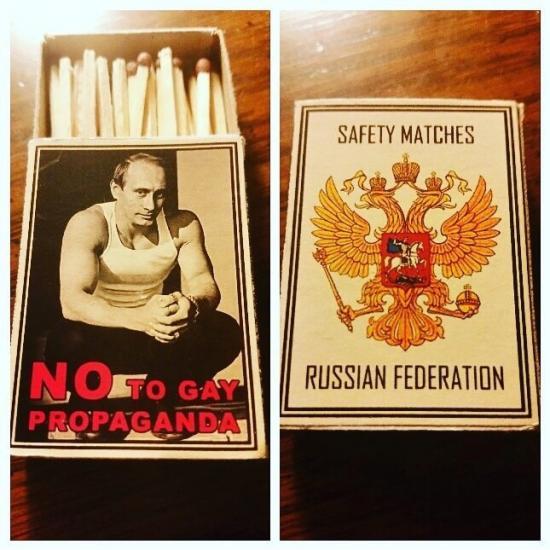 NO TO GAY
PROPAGANDA
SAFETY MATCHES
RUSSIAN FEDERATION